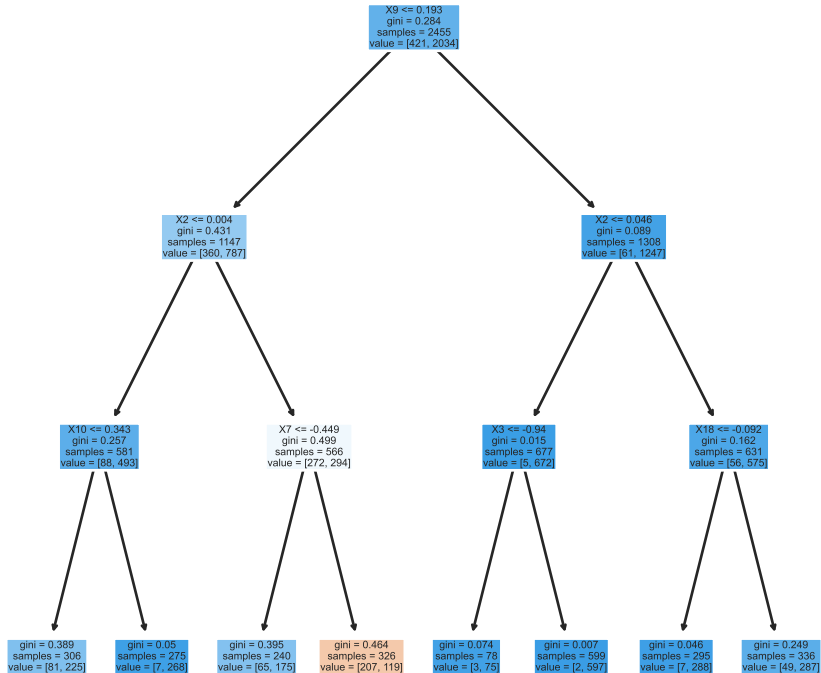 X9 <= 0.193
gini = 0.284
samples = 2455
value = [421, 2034]
X2 <= 0.004
gini = 0.431
samples = 1147
value = [360, 787]
X2 <= 0.046
gini = 0.089
samples = 1308
value = [61, 1247]
X10 <= 0.343
gini = 0.257
samples = 581
value = [88, 493]
X7 <= -0.449
gini = 0.499
samples = 566
value = [272, 294]
X3 <= -0.94
gini = 0.015
samples = 677
value = [5, 672]
X18 <= -0.092
gini = 0.162
samples = 631
value = [56, 575]
gini = 0.389
samples = 306
value = [81, 225]
gini = 0.05
samples = 275
value = [7, 268]
gini = 0.395
samples = 240
value = [65, 175]
gini = 0.464
samples = 326
value = [207, 119]
gini = 0.074
samples = 78
value = [3, 75]
gini = 0.007
samples = 599
value = [2, 597]
gini = 0.046
samples = 295
value = [7, 288]
gini = 0.249
samples = 336
value = [49, 287]